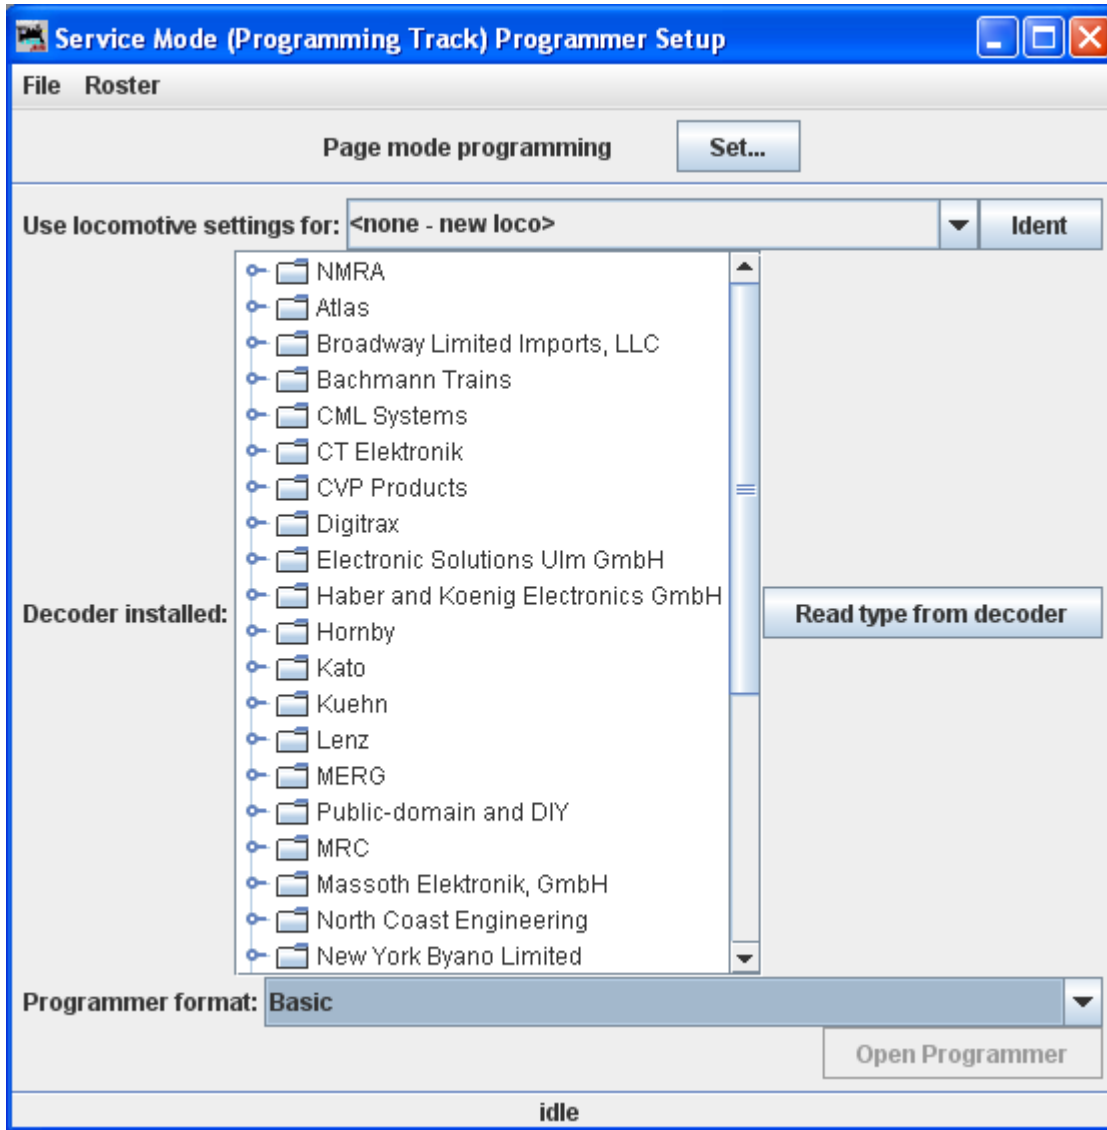 Service Mode (Programming Track) Programmer Setup
File Roster
Page mode programming Set...
Use locomotive settings for: <none - new loco> Ident
NMRA
Atlas
Broadway Limited Imports, LLC
Bachmann Trains
CML Systems
CT Elektronik
CVP Products
Digitrax
Electronic Solutions Ulm GmbH
Haber and Koenig Electronics GmbH
Decoder installed: Read type from decoder
Hornby
Kato
Kuehn
Lenz
MERG
Public-domain and DIY
MRC
Massoth Elektronik, GmbH
North Coast Engineering
New York Byano Limited
Programmer format: Basic
Open Programmer
idle